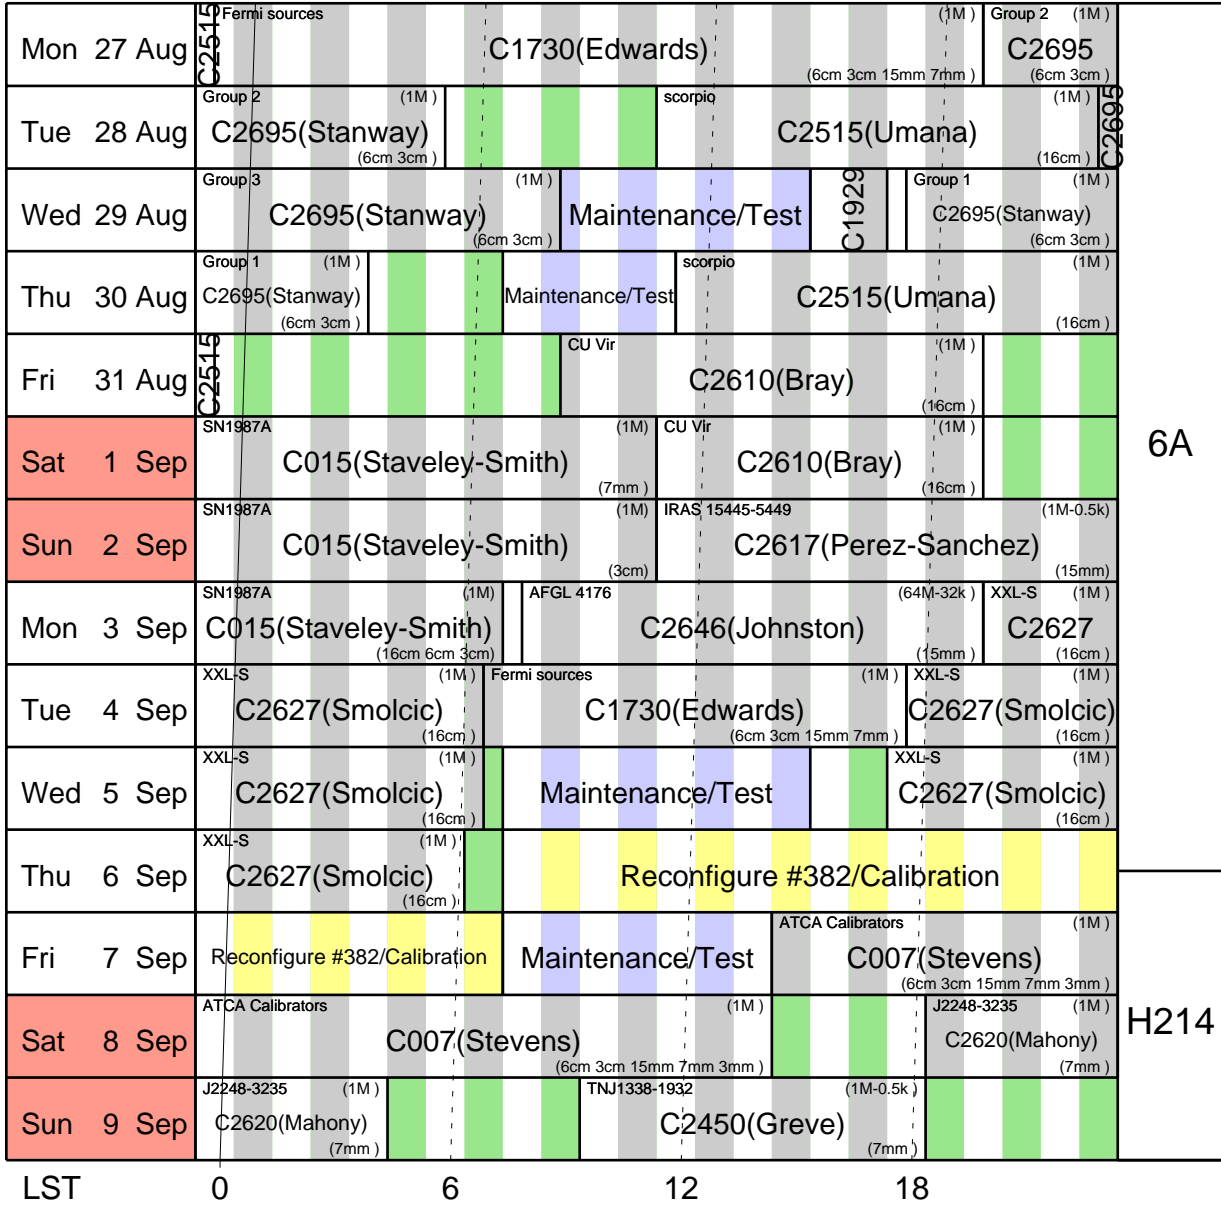 Mon 27 Aug
C2515
Fermi sources (1M )
C1730(Edwards)
(6cm 3cm 15mm 7mm )
Group 2 (1M )
C2695
(6cm 3cm )
Tue 28 Aug
Group 2 (1M )
C2695(Stanway)
(6cm 3cm )
scorpio (1M )
C2515(Umana)
(16cm )
C2695
Wed 29 Aug
Group 3 (1M )
C2695(Stanway)
(6cm 3cm )
Maintenance/Test
C1929
Group 1 (1M )
C2695(Stanway)
(6cm 3cm )
Thu 30 Aug
Group 1 (1M )
C2695(Stanway)
(6cm 3cm )
Maintenance/Test
scorpio (1M )
C2515(Umana)
(16cm )
Fri 31 Aug
C2515
CU Vir (1M )
C2610(Bray)
(16cm )
Sat 1 Sep
SN1987A (1M)
C015(Staveley-Smith)
(7mm )
CU Vir (1M )
C2610(Bray)
(16cm )
6A
Sun 2 Sep
SN1987A (1M)
C015(Staveley-Smith)
(3cm)
IRAS 15445-5449 (1M-0.5k)
C2617(Perez-Sanchez)
(15mm)
Mon 3 Sep
SN1987A (1M)
C015(Staveley-Smith)
(16cm 6cm 3cm)
AFGL 4176 (64M-32k )
C2646(Johnston)
(15mm )
XXL-S (1M )
C2627
(16cm )
Tue 4 Sep
XXL-S (1M )
C2627(Smolcic)
(16cm )
Fermi sources (1M )
C1730(Edwards)
(6cm 3cm 15mm 7mm )
XXL-S (1M )
C2627(Smolcic)
(16cm )
Wed 5 Sep
XXL-S (1M )
C2627(Smolcic)
(16cm )
Maintenance/Test
XXL-S (1M )
C2627(Smolcic)
(16cm )
Thu 6 Sep
XXL-S (1M )
C2627(Smolcic)
(16cm )
Reconfigure #382/Calibration
Fri 7 Sep
Reconfigure #382/Calibration
Maintenance/Test
ATCA Calibrators (1M )
C007(Stevens)
(6cm 3cm 15mm 7mm 3mm )
Sat 8 Sep
ATCA Calibrators (1M )
C007(Stevens)
(6cm 3cm 15mm 7mm 3mm )
J2248-3235 (1M )
C2620(Mahony)
(7mm )
H214
Sun 9 Sep
J2248-3235 (1M )
C2620(Mahony)
(7mm )
TNJ1338-1932 (1M-0.5k )
C2450(Greve)
(7mm )
LST 0 6 12 18